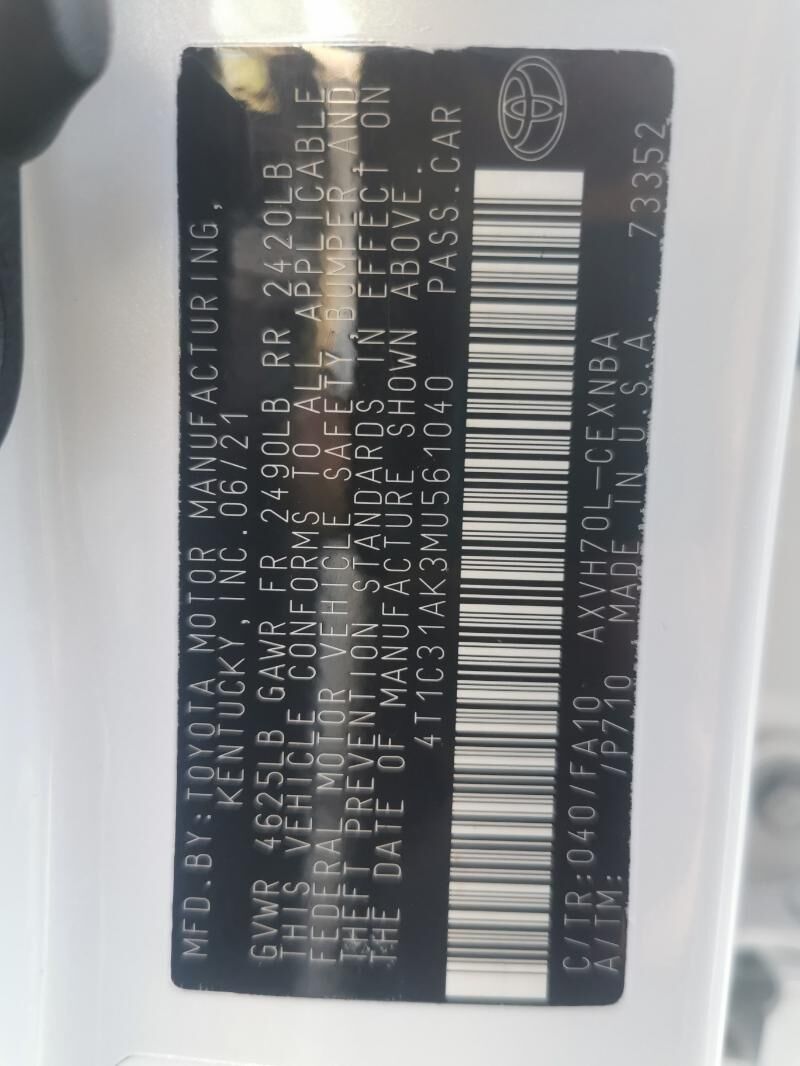 MFD.BY:TOYOTA MOTOR MANUFACTURING,
KENTUCKY, INC.06/21
GVWR 4625LB GAWR FR 2490LB RR 2420LB
THIS VEHICLE CONFORMS TO ALL APPLICABLE
FEDERAL MOTOR VEHICLE SAFETY,BUMPER,AND
THEFT PREVENTION STANDARDS IN EFFECT ON
THE DATE OF MANUFACTURE SHOWN ABOVE.
4T1C31AK3MU561040 PASS.CAR
C/TR:040/FA10 AXVH70L-CEXNBA
A/TM: /P710 MADE IN U.S.A. 73352